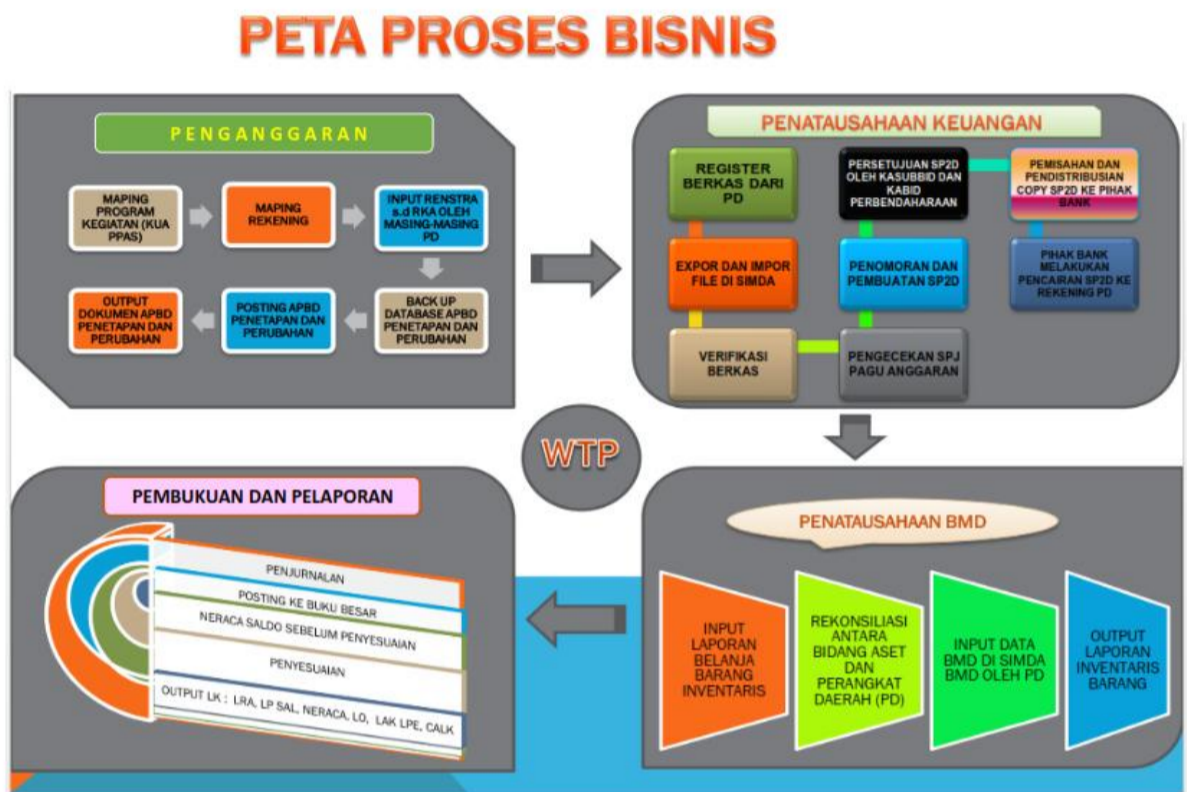 PETA PROSES BISNIS
PENGANGGARAN
MAPING
PROGRAM
KEGIATAN (KUA
PPAS)
MAPING
REKENING
INPUT RENSTRA
s.d RKA OLEH
MASING-MASING
PD
BACK UP
DATABASE APBD
PENETAPAN DAN
PERUBAHAN
POSTING APBD
PENETAPAN DAN
PERUBAHAN
OUTPUT
DOKUMEN APBD
PENETAPAN DAN
PERUBAHAN
PENATAUSAHAAN KEUANGAN
REGISTER
BERKAS DARI
PD
EXPOR DAN IMPOR
FILE DI SIMDA
VERIFIKASI
BERKAS
PENGECEKAN SPJ
PAGU ANGGARAN
PENOMORAN DAN
PEMBUATAN SP2D
PERSETUJUAN SP2D
OLEH KASUBBID DAN
KABID
PERBENDAHARAAN
PEMISAHAN DAN
PENDISTRIBUSIAN
COPY SP2D KE PIHAK
BANK
PIHAK BANK
MELAKUKAN
PENCAIRAN SP2D KE
REKENING PD
WTP
PENATAUSAHAAN BMD
INPUT
LAPORAN
BELANJA
BARANG
INVENTARIS
REKONSILIASI
ANTARA
BIDANG ASET
DAN
PERANGKAT
DAERAH (PD)
INPUT DATA
BMD DI SIMDA
BMD OLEH PD
OUTPUT
LAPORAN
INVENTARIS
BARANG
PEMBUKUAN DAN PELAPORAN
PENJURNALAN
POSTING KE BUKU BESAR
NERACA SALDO SEBELUM PENYESUAIAN
PENYESUAIAN
OUTPUT LK : LRA, LP SAL, NERACA, LO, LAK LPE, CALK